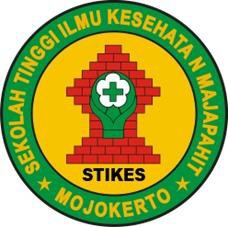 SEKOLAH TINGGI ILMU KESEHATA N MAJAPAHIT
STIKES
MOJOKERTO